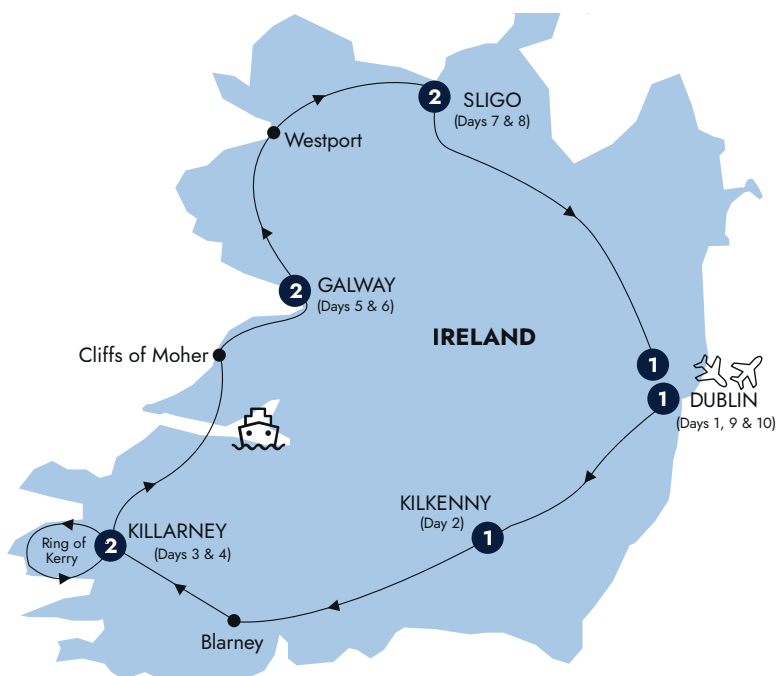 2
SLIGO
(Days 7 & 8)
Westport
2
GALWAY
(Days 5 & 6)
IRELAND
Cliffs of Moher
1
1
DUBLIN
(Days 1, 9 & 10)
KILKENNY
(Day 2)
1
2
KILLARNEY
(Days 3 & 4)
Ring of
Kerry
Blarney